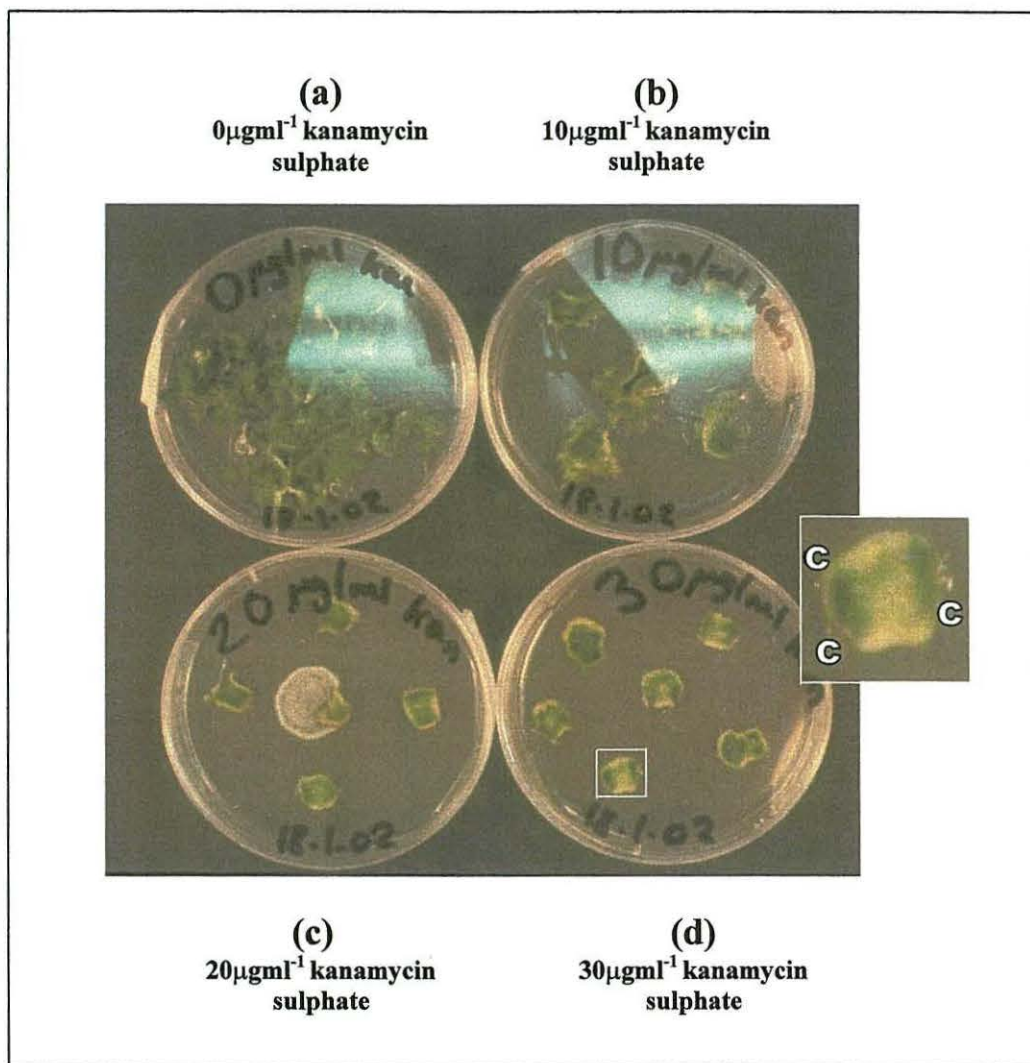 (a)
0μgml⁻¹ kanamycin
sulphate
(b)
10μgml⁻¹ kanamycin
sulphate
0 μg/ml kan
18.1.02
10 μg/ml kan
18.1.02
C
C
C
20 μg/ml kan
18.1.02
30 μg/ml
18.1.02
(c)
20μgml⁻¹ kanamycin
sulphate
(d)
30μgml⁻¹ kanamycin
sulphate